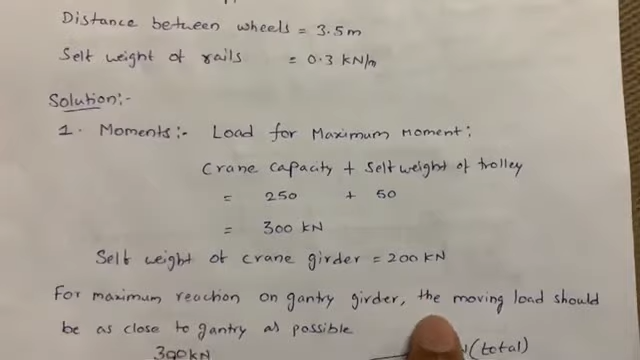 Distance between wheels = 3.5m
Self weight of rails = 0.3 KN/m
Solution:-
1. Moments:- Load for Maximum Moment:
Crane capacity + Self weight of trolley
= 250 + 50
= 300 KN
Self weight of crane girder = 200 KN
For maximum reaction on gantry girder, the moving load should
be as close to gantry as possible
300 KN
(total)